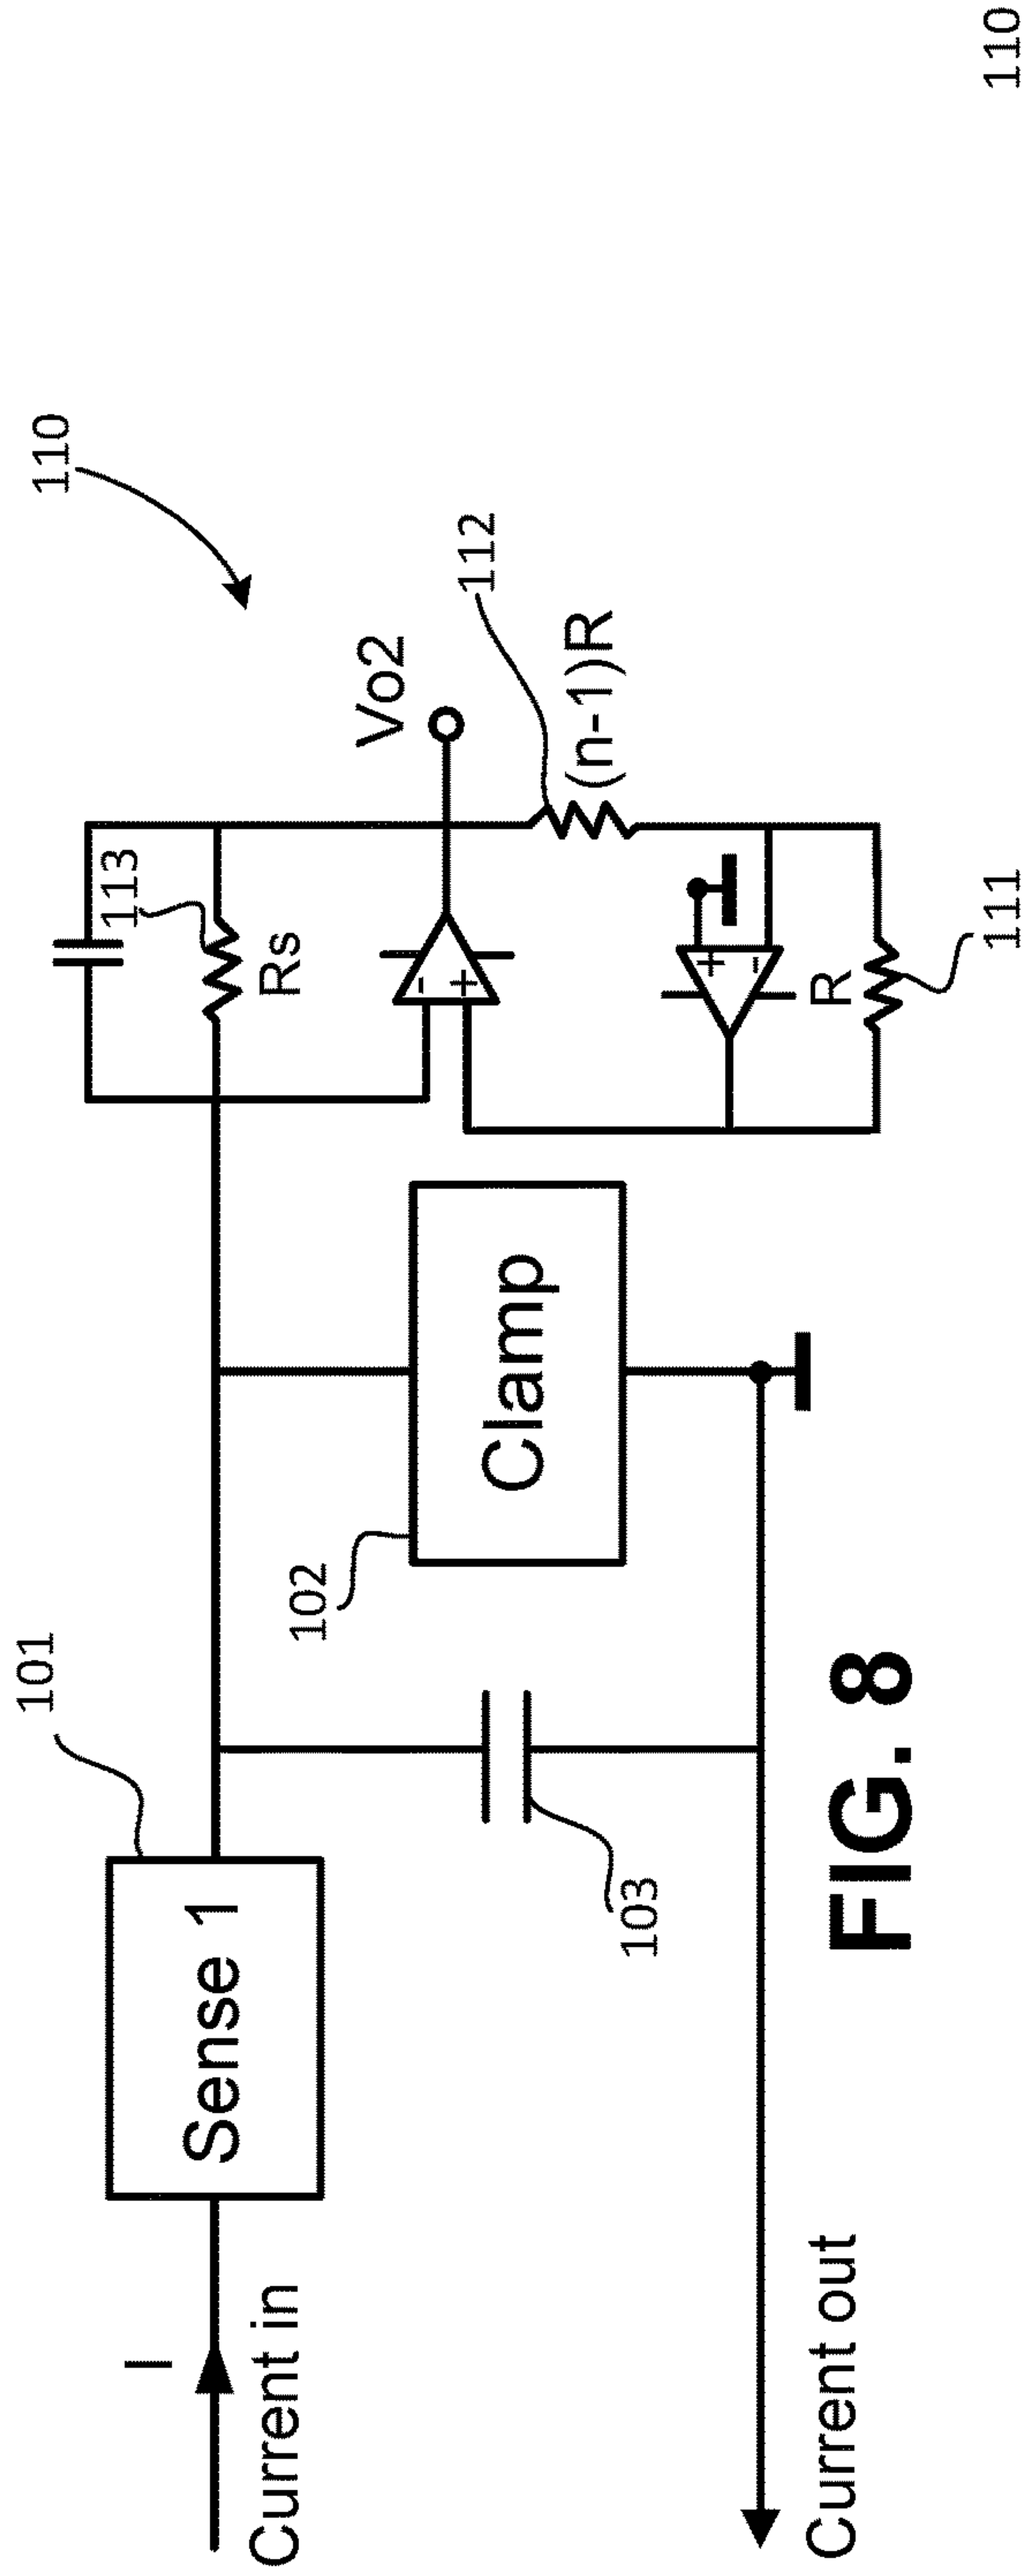 110
110
Vo2
112
(n-1)R
113
Rs
-
+
+
-
R
111
Clamp
102
101
Sense 1
103
I
Current in
Current out
FIG. 8